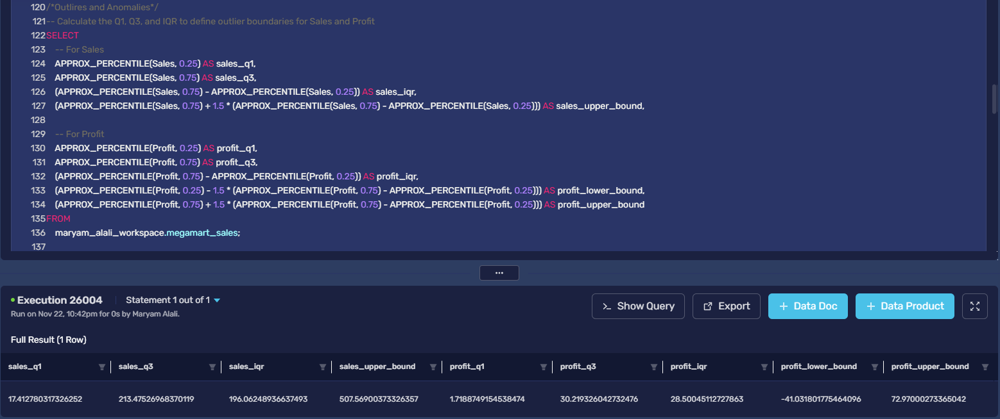 120 /*Outlires and Anomalies*/
121 -- Calculate the Q1, Q3, and IQR to define outlier boundaries for Sales and Profit
122 SELECT
123 -- For Sales
124 APPROX_PERCENTILE(Sales, 0.25) AS sales_q1,
125 APPROX_PERCENTILE(Sales, 0.75) AS sales_q3,
126 (APPROX_PERCENTILE(Sales, 0.75) - APPROX_PERCENTILE(Sales, 0.25)) AS sales_iqr,
127 (APPROX_PERCENTILE(Sales, 0.75) + 1.5 * (APPROX_PERCENTILE(Sales, 0.75) - APPROX_PERCENTILE(Sales, 0.25))) AS sales_upper_bound,
128
129 -- For Profit
130 APPROX_PERCENTILE(Profit, 0.25) AS profit_q1,
131 APPROX_PERCENTILE(Profit, 0.75) AS profit_q3,
132 (APPROX_PERCENTILE(Profit, 0.75) - APPROX_PERCENTILE(Profit, 0.25)) AS profit_iqr,
133 (APPROX_PERCENTILE(Profit, 0.25) - 1.5 * (APPROX_PERCENTILE(Profit, 0.75) - APPROX_PERCENTILE(Profit, 0.25))) AS profit_lower_bound,
134 (APPROX_PERCENTILE(Profit, 0.75) + 1.5 * (APPROX_PERCENTILE(Profit, 0.75) - APPROX_PERCENTILE(Profit, 0.25))) AS profit_upper_bound
135 FROM
136 maryam_alali_workspace.megamart_sales;
137
Execution 26004 Statement 1 out of 1 Show Query Export + Data Doc + Data Product
Run on Nov 22, 10:42pm for 0s by Maryam Alali.
Full Result (1 Row)
sales_q1 sales_q3 sales_iqr sales_upper_bound profit_q1 profit_q3 profit_iqr profit_lower_bound profit_upper_bound
17.412780317326252 213.47526968370119 196.06248936637493 507.56900373326357 1.7188749154538474 30.219326042732476 28.50045112727863 -41.031801775464096 72.97000273365042